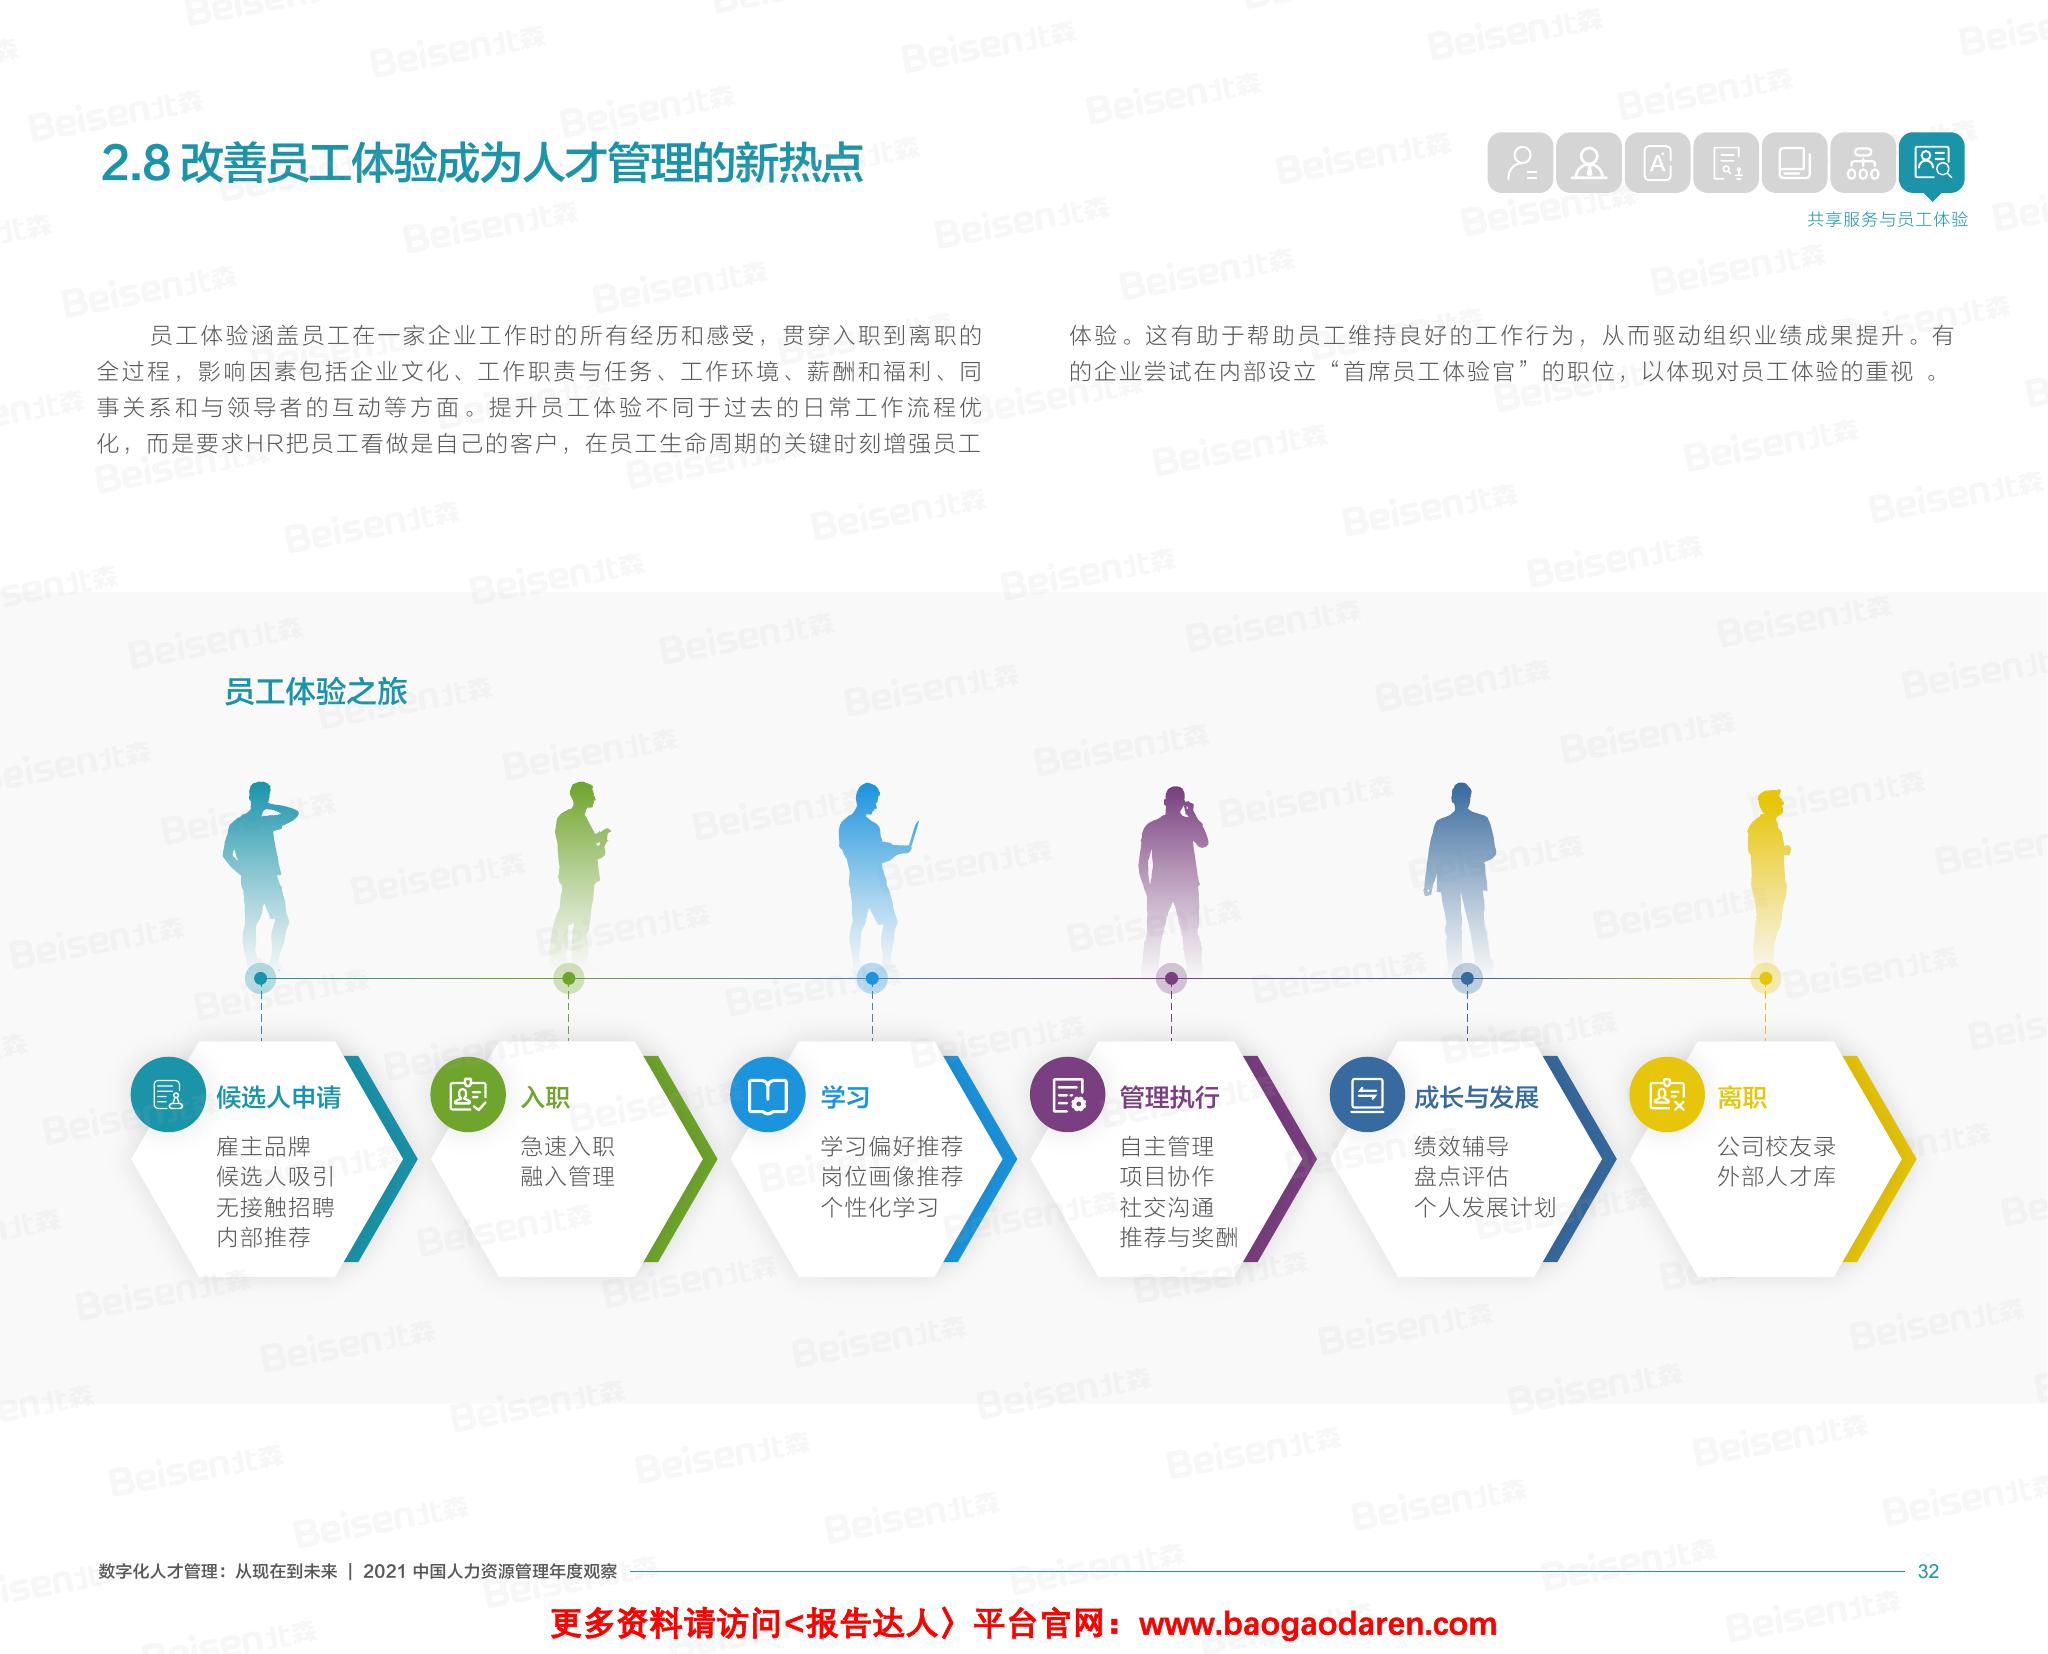 2.8 改善员工体验成为人才管理的新热点
共享服务与员工体验
员工体验涵盖员工在一家企业工作时的所有经历和感受，贯穿入职到离职的
全过程，影响因素包括企业文化、工作职责与任务、工作环境、薪酬和福利、同
事关系和与领导者的互动等方面。提升员工体验不同于过去的日常工作流程优
化，而是要求HR把员工看做是自己的客户，在员工生命周期的关键时刻增强员工
体验。这有助于帮助员工维持良好的工作行为，从而驱动组织业绩成果提升。有
的企业尝试在内部设立“首席员工体验官”的职位，以体现对员工体验的重视 。
员工体验之旅
候选人申请
雇主品牌
候选人吸引
无接触招聘
内部推荐
入职
急速入职
融入管理
学习
学习偏好推荐
岗位画像推荐
个性化学习
管理执行
自主管理
项目协作
社交沟通
推荐与奖酬
成长与发展
绩效辅导
盘点评估
个人发展计划
离职
公司校友录
外部人才库
数字化人才管理：从现在到未来 | 2021 中国人力资源管理年度观察
32
更多资料请访问<报告达人〉平台官网：www.baogaodaren.com
Beisen北森